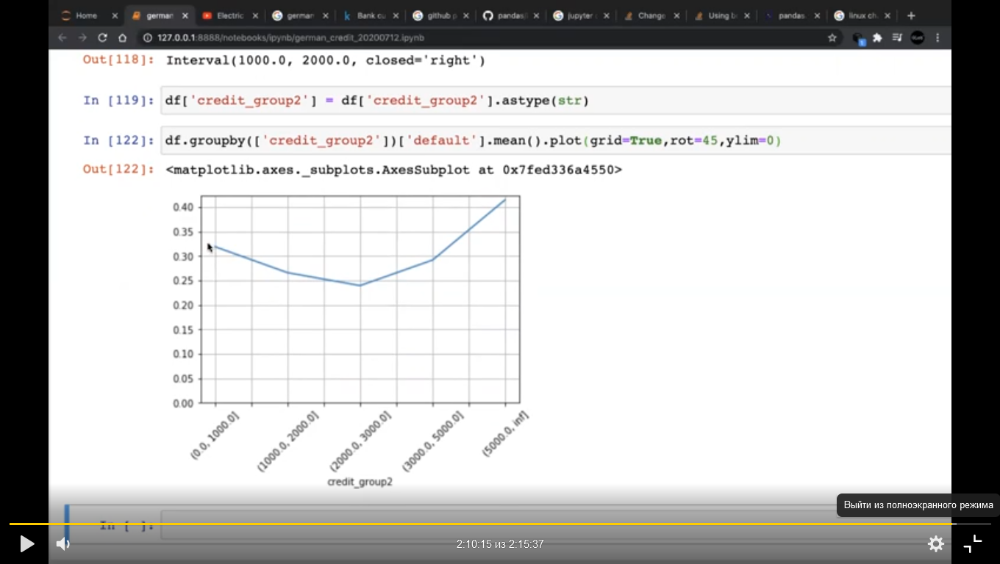 Home german Electric german Bank cu github p pandas/ jupyter Change Using b pandas. linux ch
127.0.0.1:8888/notebooks/ipynb/german_credit_20200712.ipynb
Out[118]: Interval(1000.0, 2000.0, closed='right')
In [119]: df['credit_group2'] = df['credit_group2'].astype(str)
In [122]: df.groupby(['credit_group2'])['default'].mean().plot(grid=True,rot=45,ylim=0)
Out[122]: <matplotlib.axes._subplots.AxesSubplot at 0x7fed336a4550>
0.40
0.35
0.30
0.25
0.20
0.15
0.10
0.05
0.00
(0.0, 1000.0] (1000.0, 2000.0] (2000.0, 3000.0] (3000.0, 5000.0] (5000.0, inf]
credit_group2
Выйти из полноэкранного режима
In [ ]:
2:10:15 из 2:15:37